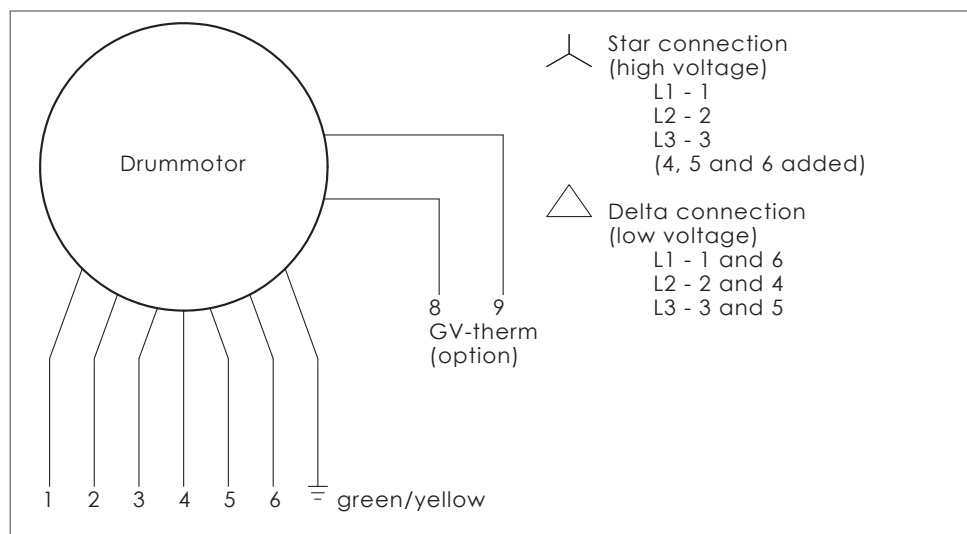 Drummotor
8 9
GV-therm
(option)
1 2 3 4 5 6 green/yellow
Star connection
(high voltage)
L1 - 1
L2 - 2
L3 - 3
(4, 5 and 6 added)
Delta connection
(low voltage)
L1 - 1 and 6
L2 - 2 and 4
L3 - 3 and 5